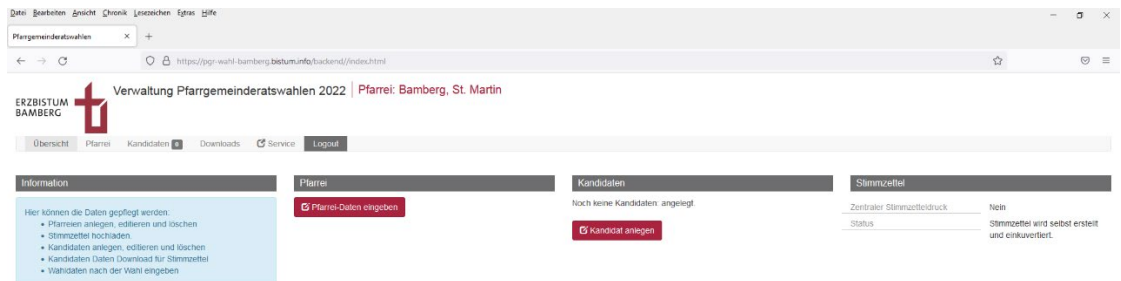 Datei Bearbeiten Ansicht Chronik Lesezeichen Extras Hilfe
Pfarrgemeinderatswahlen
https://pgr-wahl-bamberg.bistum.info/backend//index.html
ERZBISTUM
BAMBERG
Verwaltung Pfarrgemeinderatswahlen 2022 | Pfarrei: Bamberg, St. Martin
Übersicht Pfarrei Kandidaten 0 Downloads Service Logout
Information
Hier können die Daten gepflegt werden:
• Pfarreien anlegen, editieren und löschen
• Stimmzettel hochladen.
• Kandidaten anlegen, editieren und löschen
• Kandidaten Daten Download für Stimmzettel
• Wahldaten nach der Wahl eingeben
Pfarrei
Pfarrei-Daten eingeben
Kandidaten
Noch keine Kandidaten: angelegt.
Kandidat anlegen
Stimmzettel
Zentraler Stimmzetteldruck Nein
Status Stimmzettel wird selbst erstellt
und einkuvertiert.